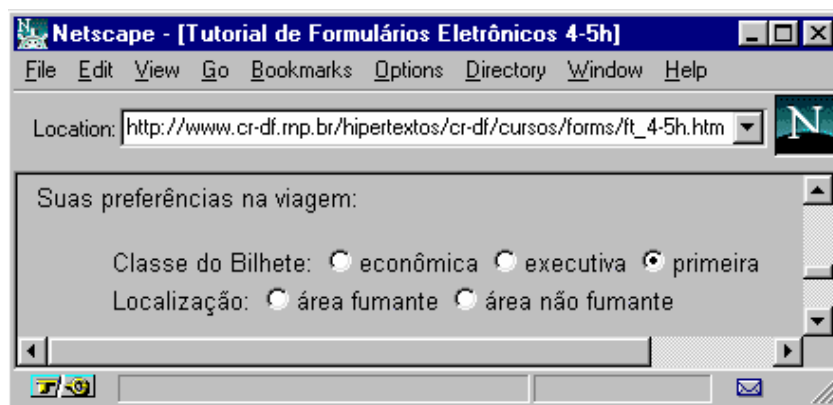 Netscape - [Tutorial de Formulários Eletrônicos 4-5h]
File Edit View Go Bookmarks Options Directory Window Help
Location: http://www.cr-df.rnp.br/hipertextos/cr-df/cursos/forms/ft_4-5h.htm
N
Suas preferências na viagem:
Classe do Bilhete: econômica executiva primeira
Localização: área fumante área não fumante